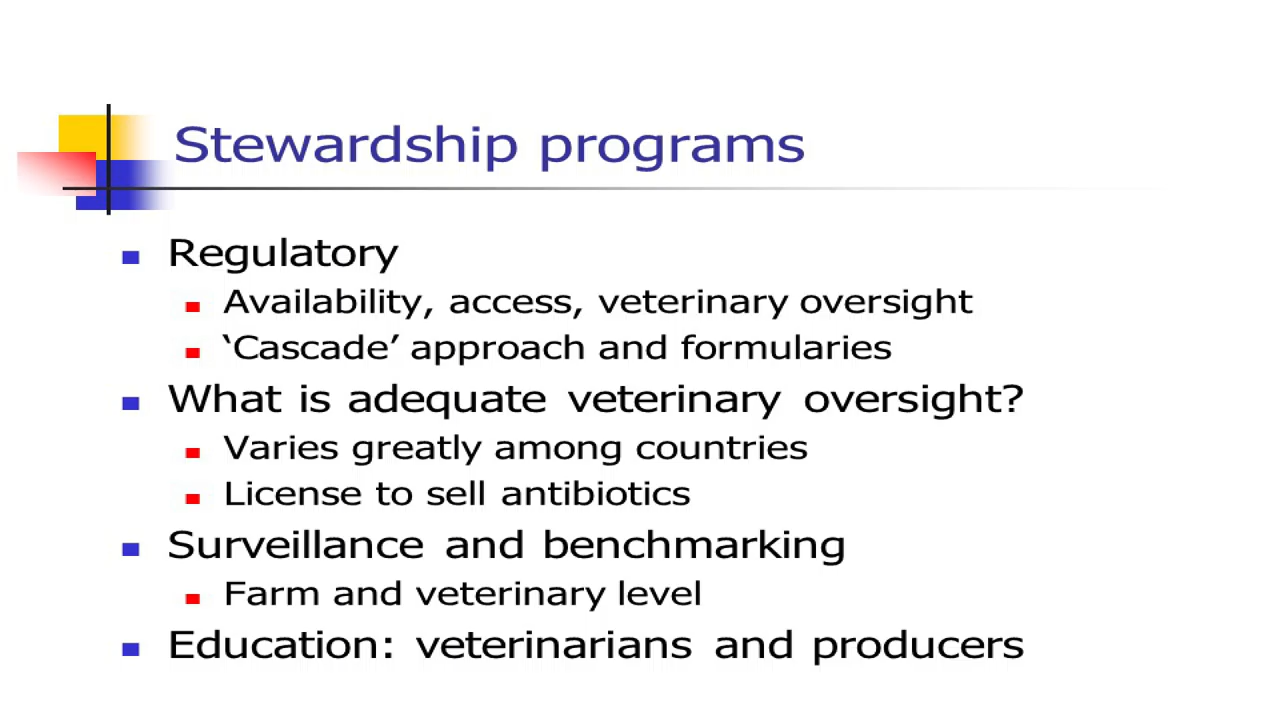 Stewardship programs
Regulatory
Availability, access, veterinary oversight
‘Cascade’ approach and formularies
What is adequate veterinary oversight?
Varies greatly among countries
License to sell antibiotics
Surveillance and benchmarking
Farm and veterinary level
Education: veterinarians and producers